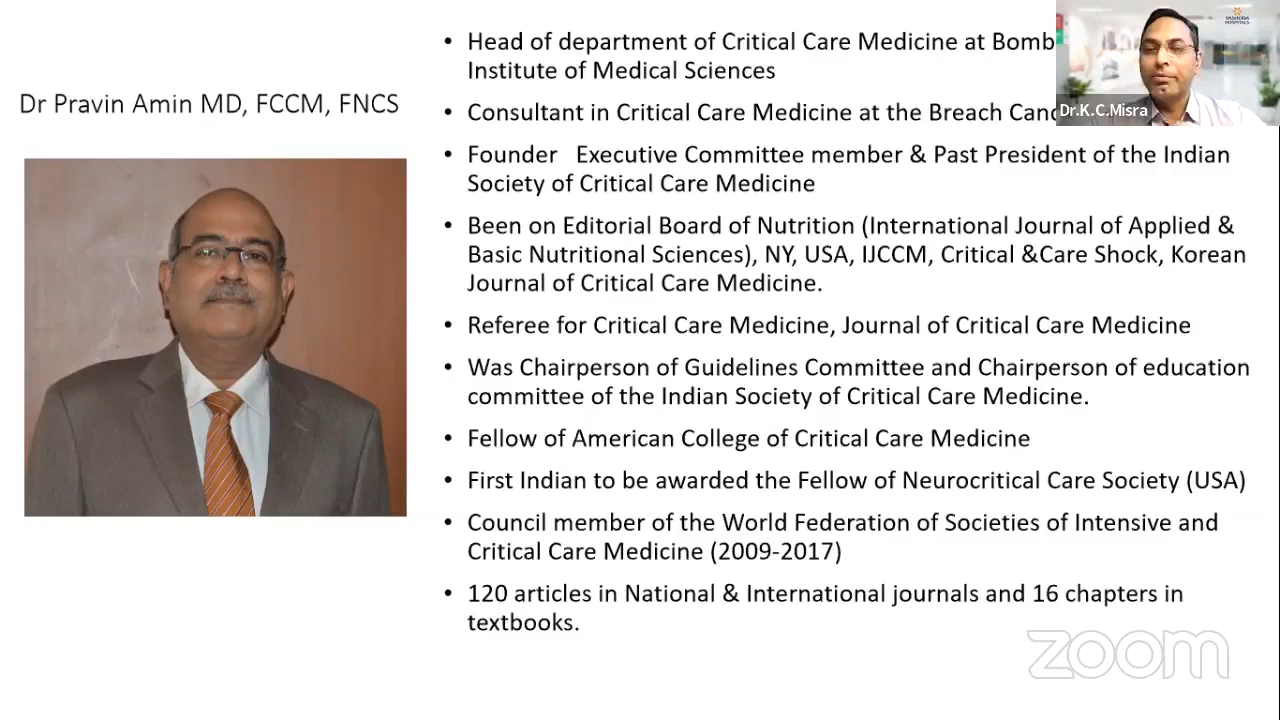 Dr Pravin Amin MD, FCCM, FNCS
• Head of department of Critical Care Medicine at Bomb
Institute of Medical Sciences
• Consultant in Critical Care Medicine at the Breach Can
• Founder Executive Committee member & Past President of the Indian
Society of Critical Care Medicine
• Been on Editorial Board of Nutrition (International Journal of Applied &
Basic Nutritional Sciences), NY, USA, IJCCM, Critical &Care Shock, Korean
Journal of Critical Care Medicine.
• Referee for Critical Care Medicine, Journal of Critical Care Medicine
• Was Chairperson of Guidelines Committee and Chairperson of education
committee of the Indian Society of Critical Care Medicine.
• Fellow of American College of Critical Care Medicine
• First Indian to be awarded the Fellow of Neurocritical Care Society (USA)
• Council member of the World Federation of Societies of Intensive and
Critical Care Medicine (2009-2017)
• 120 articles in National & International journals and 16 chapters in
textbooks.
YASHODA
HOSPITALS
Dr.K.C.Misra
zoom